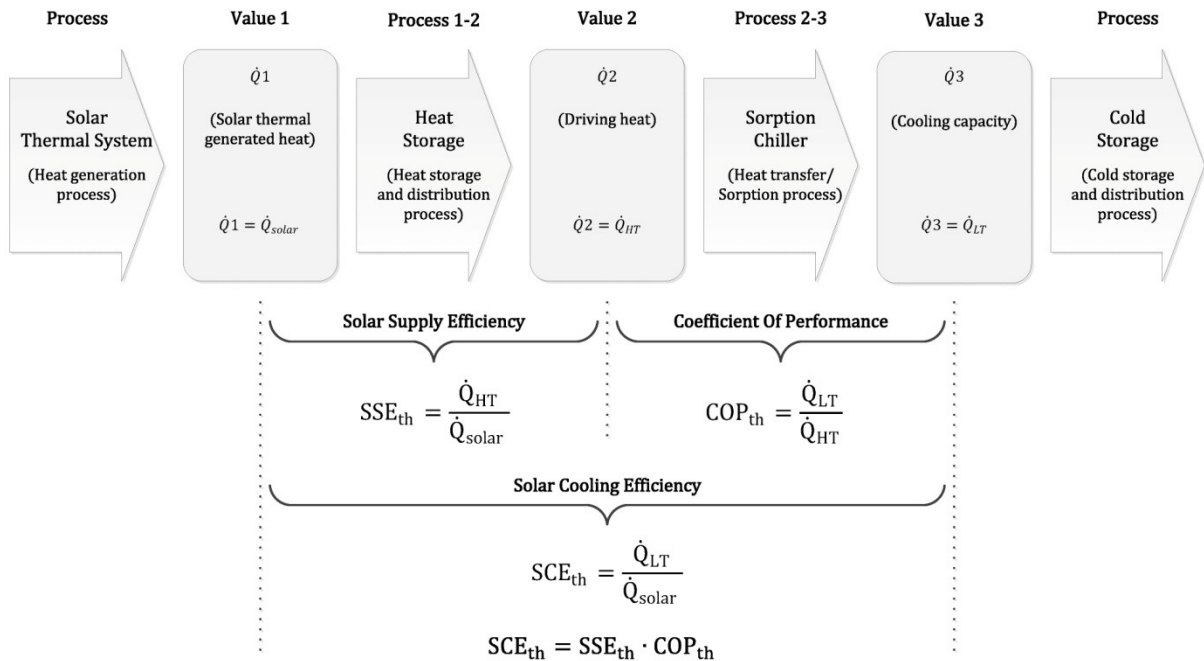 Process
Value 1
Process 1-2
Value 2
Process 2-3
Value 3
Process
Solar
Thermal System
(Heat generation
process)
Q̇1
(Solar thermal
generated heat)
Q̇1 = Q̇solar
Heat
Storage
(Heat storage
and distribution
process)
Q̇2
(Driving heat)
Q̇2 = Q̇HT
Sorption
Chiller
(Heat transfer/
Sorption process)
Q̇3
(Cooling capacity)
Q̇3 = Q̇LT
Cold
Storage
(Cold storage
and distribution
process)
Solar Supply Efficiency
SSEth = Q̇HT / Q̇solar
Coefficient Of Performance
COPth = Q̇LT / Q̇HT
Solar Cooling Efficiency
SCEth = Q̇LT / Q̇solar
SCEth = SSEth · COPth